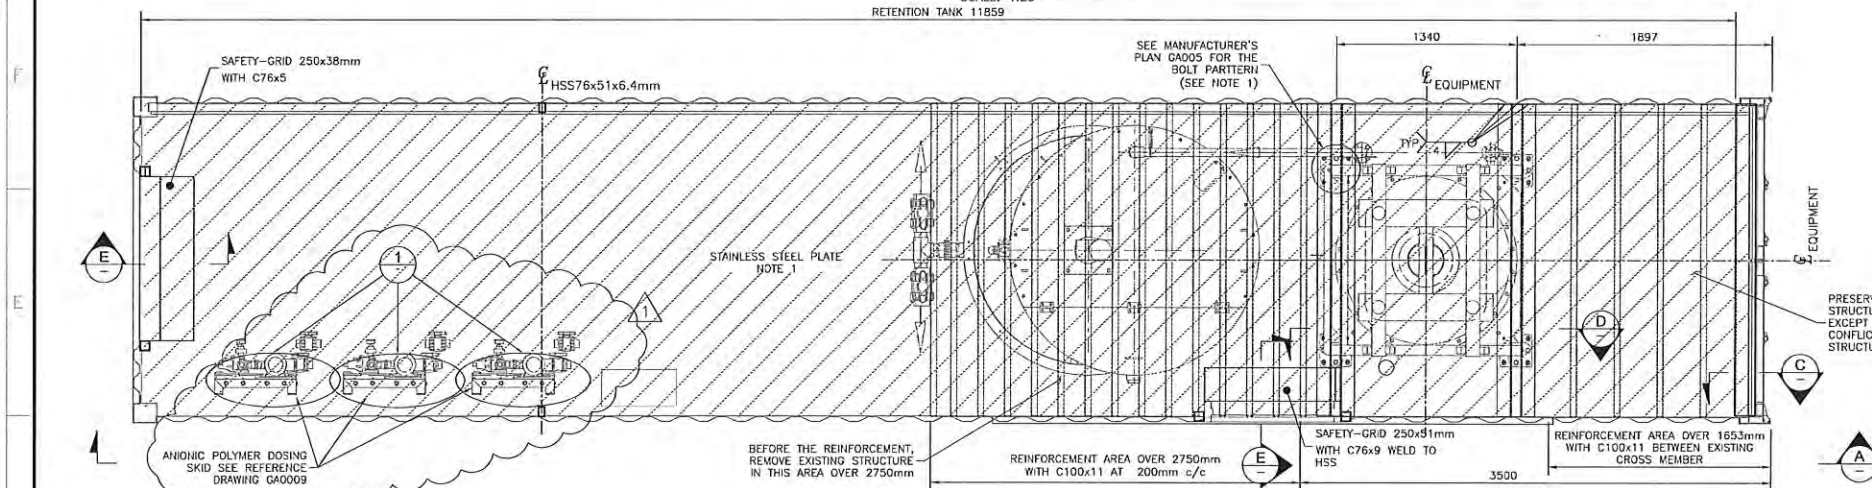 RETENTION TANK 11859
SAFETY-GRID 250x38mm
WITH C76x5
HSS76x51x6.4mm
SEE MANUFACTURER'S
PLAN GA005 FOR THE
BOLT PARTTERN
(SEE NOTE 1)
1340
1897
EQUIPMENT
TYP
4
F
E
E
-
1
STAINLESS STEEL PLATE
NOTE 1
1
EQUIPMENT
PRESER
STRUCTU
EXCEPT
CONFLIC
STRUCTU
D
-
C
-
ANIONIC POLYMER DOSING
SKID SEE REFERENCE
DRAWING GA0009
BEFORE THE REINFORCEMENT,
REMOVE EXISTING STRUCTURE
IN THIS AREA OVER 2750mm
REINFORCEMENT AREA OVER 2750mm
WITH C100x11 AT 200mm c/c
E
-
SAFETY-GRID 250x51mm
WITH C76x9 WELD TO
HSS
REINFORCEMENT AREA OVER 1653mm
WITH C100x11 BETWEEN EXISTING
CROSS MEMBER
3500
A
-